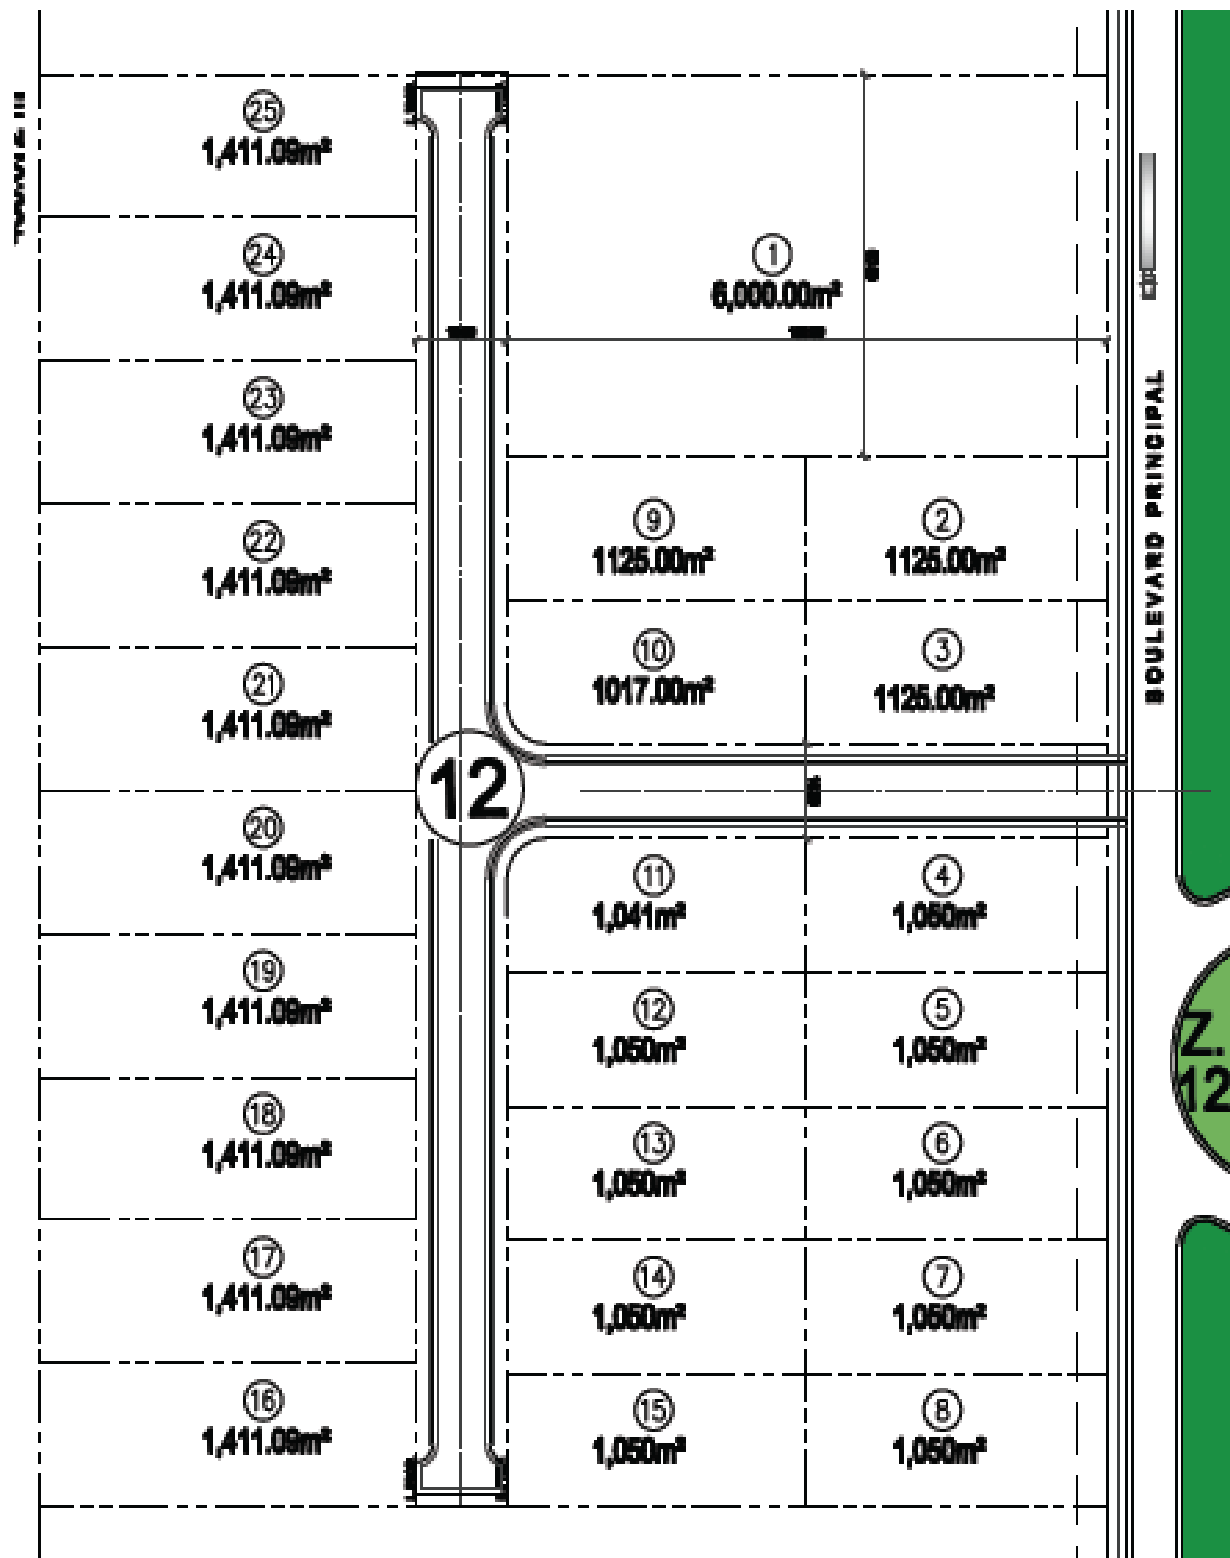 25
1,411.09m²
24
1,411.09m²
23
1,411.09m²
22
1,411.09m²
21
1,411.09m²
20
1,411.09m²
19
1,411.09m²
18
1,411.09m²
17
1,411.09m²
16
1,411.09m²
12
1
6,000.00m²
9
1125.00m²
2
1125.00m²
10
1017.00m²
3
1125.00m²
11
1,041m²
4
1,050m²
12
1,050m²
5
1,050m²
13
1,050m²
6
1,050m²
14
1,050m²
7
1,050m²
15
1,050m²
8
1,050m²
BOULEVARD PRINCIPAL
Z.
12